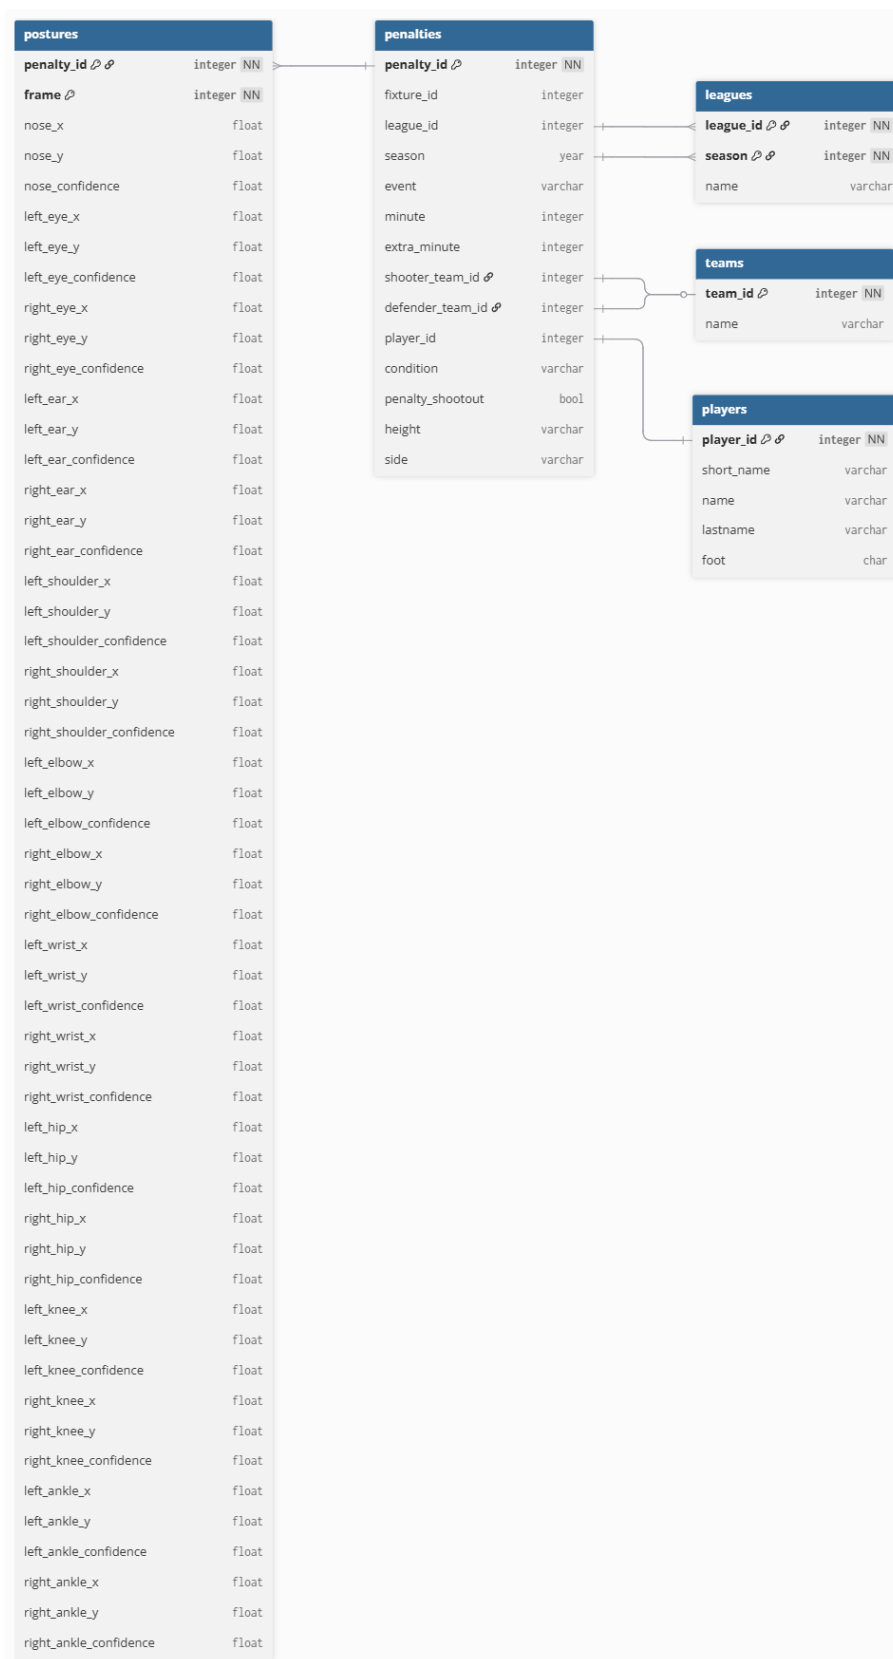 postures
penalty_id integer NN
frame integer NN
nose_x float
nose_y float
nose_confidence float
left_eye_x float
left_eye_y float
left_eye_confidence float
right_eye_x float
right_eye_y float
right_eye_confidence float
left_ear_x float
left_ear_y float
left_ear_confidence float
right_ear_x float
right_ear_y float
right_ear_confidence float
left_shoulder_x float
left_shoulder_y float
left_shoulder_confidence float
right_shoulder_x float
right_shoulder_y float
right_shoulder_confidence float
left_elbow_x float
left_elbow_y float
left_elbow_confidence float
right_elbow_x float
right_elbow_y float
right_elbow_confidence float
left_wrist_x float
left_wrist_y float
left_wrist_confidence float
right_wrist_x float
right_wrist_y float
right_wrist_confidence float
left_hip_x float
left_hip_y float
left_hip_confidence float
right_hip_x float
right_hip_y float
right_hip_confidence float
left_knee_x float
left_knee_y float
left_knee_confidence float
right_knee_x float
right_knee_y float
right_knee_confidence float
left_ankle_x float
left_ankle_y float
left_ankle_confidence float
right_ankle_x float
right_ankle_y float
right_ankle_confidence float
penalties
penalty_id integer NN
fixture_id integer
league_id integer
season year
event varchar
minute integer
extra_minute integer
shooter_team_id integer
defender_team_id integer
player_id integer
condition varchar
penalty_shootout bool
height varchar
side varchar
leagues
league_id integer NN
season integer NN
name varchar
teams
team_id integer NN
name varchar
players
player_id integer NN
short_name varchar
name varchar
lastname varchar
foot char